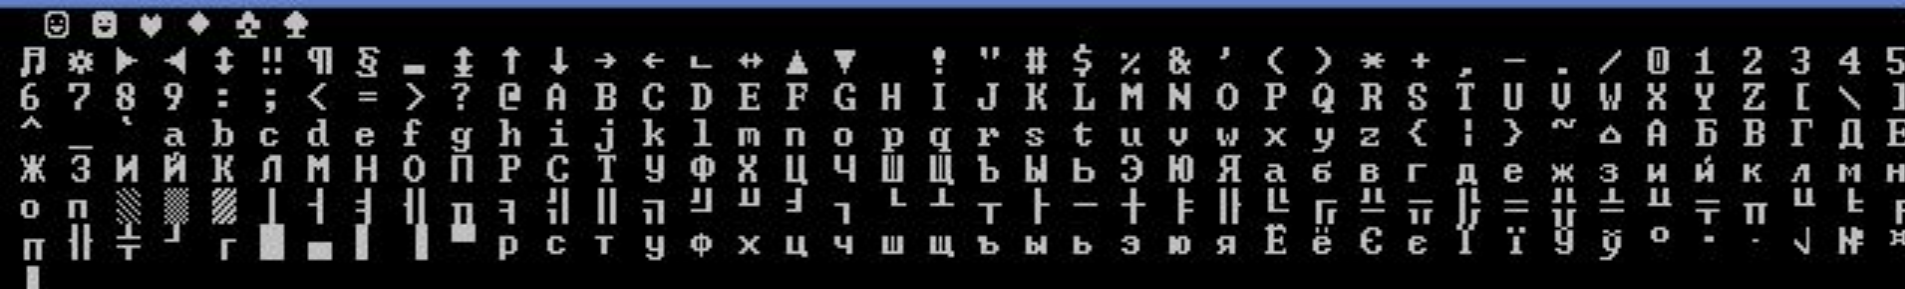 ☺ ☻ ♥ ♦ ♣ ♠
♫ ☼ ► ◄ ↕ ‼ ¶ § ▬ ↨ ↑ ↓ → ← ∟ ↔ ▲ ▼   ! " # $ % & ' ( ) * + , - . / 0 1 2 3 4 5
6 7 8 9 : ; < = > ? @ A B C D E F G H I J K L M N O P Q R S T U V W X Y Z [ \ ]
^ _ ` a b c d e f g h i j k l m n o p q r s t u v w x y z { ¦ } ~ ⌂ А Б В Г Д Е
Ж З И Й К Л М Н О П Р С Т У Ф Х Ц Ч Ш Щ Ъ Ы Ь Э Ю Я а б в г д е ж з и й к л м н
о п ░ ▒ ▓ │ ┤ ╡ ╢ ╖ ╕ ╣ ║ ╗ ╝ ╜ ╛ ┐ └ ┴ ┬ ├ ─ ┼ ╞ ╟ ╚ ╔ ╩ ╦ ╠ ═ ╬ ╧ ╨ ╤ ╥ ╙ ╘ ╒
╓ ╫ ╪ ┘ ┌ █ ▄ ▌ ▐ ▀ р с т у ф х ц ч ш щ ъ ы ь э ю я Ё ё Є є Ї ї Ў ў ° ∙ · √ № ¤
■